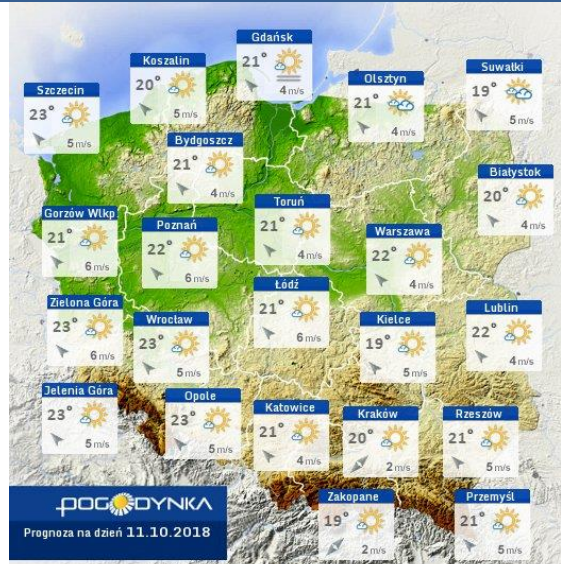 Gdańsk
21°
4 m/s
Koszalin
20°
5 m/s
Suwałki
19°
5 m/s
Olsztyn
21°
4 m/s
Szczecin
23°
5 m/s
Bydgoszcz
21°
4 m/s
Białystok
20°
4 m/s
Toruń
21°
4 m/s
Gorzów Wlkp
21°
6 m/s
Poznań
22°
6 m/s
Warszawa
22°
4 m/s
Łódź
21°
6 m/s
Zielona Góra
23°
6 m/s
Lublin
22°
4 m/s
Wrocław
23°
5 m/s
Kielce
19°
5 m/s
Jelenia Góra
23°
5 m/s
Opole
23°
5 m/s
Katowice
21°
4 m/s
Kraków
20°
2 m/s
Rzeszów
21°
5 m/s
Zakopane
19°
2 m/s
Przemyśl
21°
5 m/s
POGODYNKA
Prognoza na dzień 11.10.2018